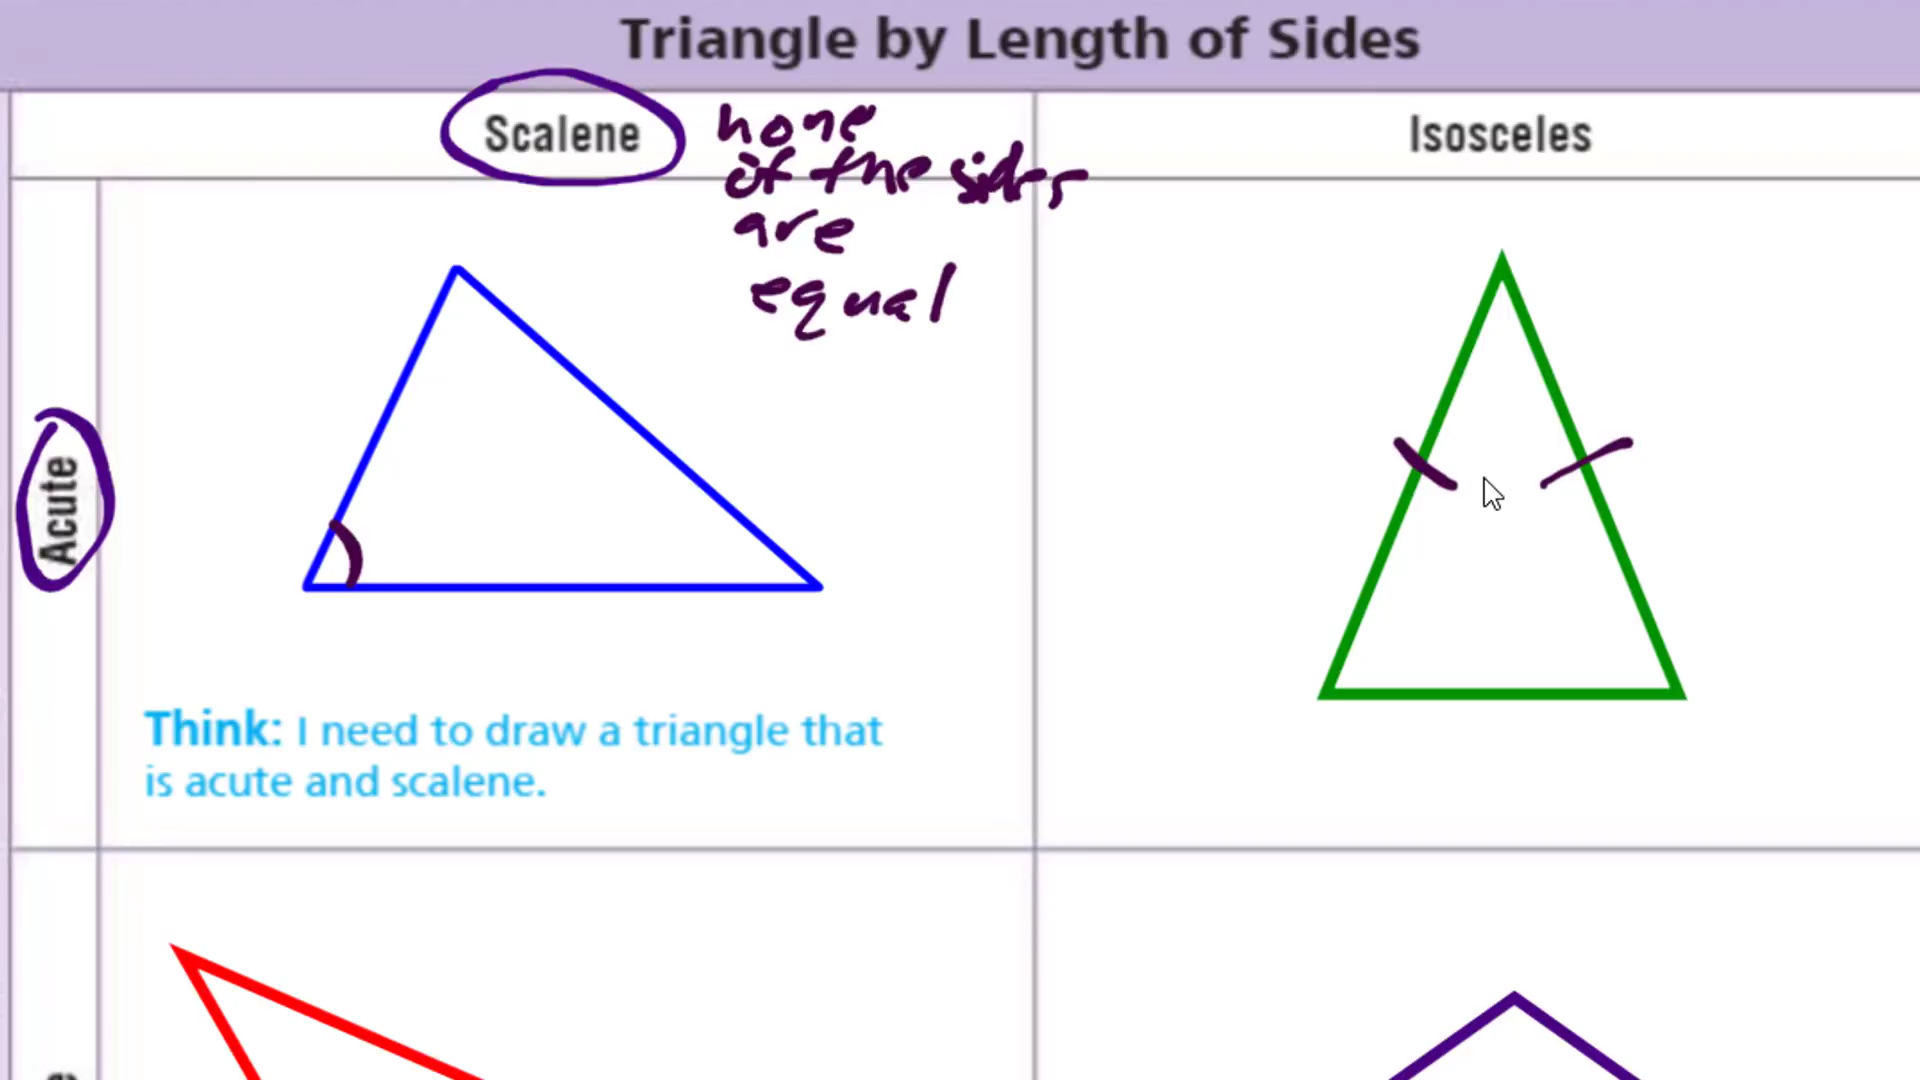 Triangle by Length of Sides
Scalene
none
of the sides
are
equal
Isosceles
Acute
Think: I need to draw a triangle that
is acute and scalene.